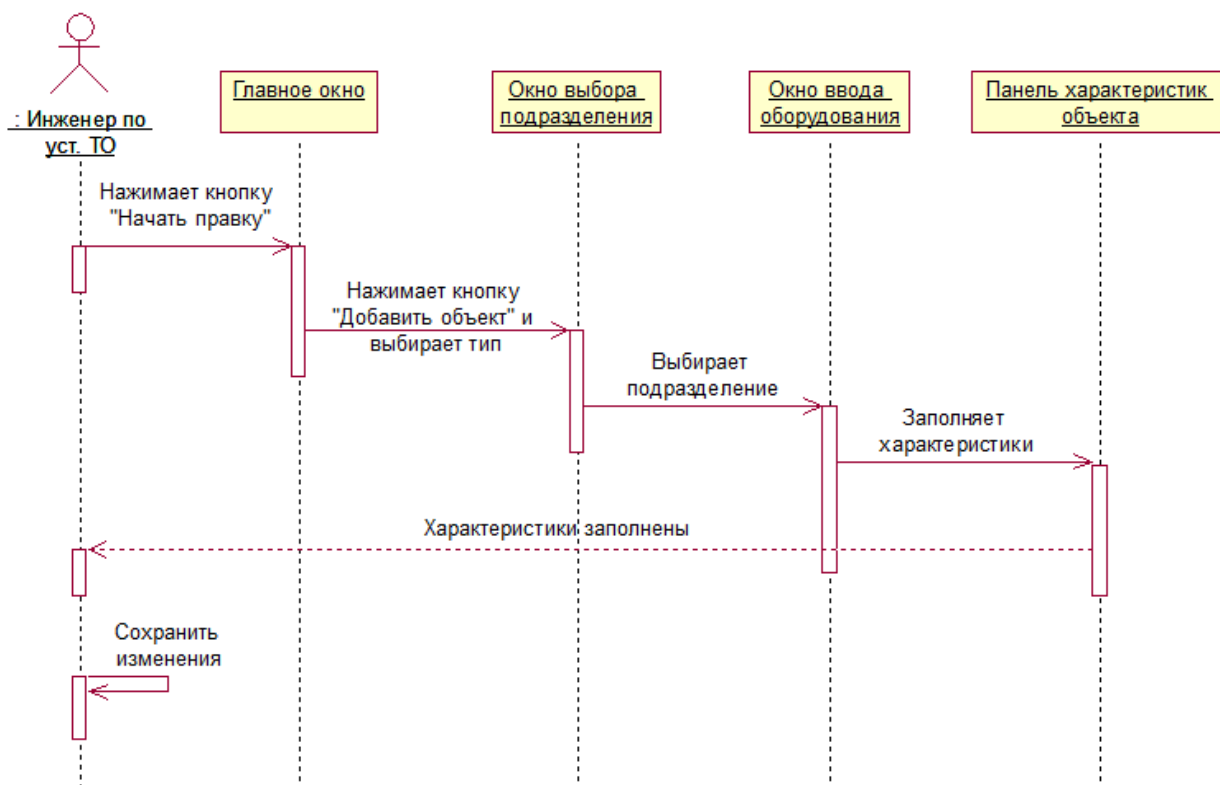 : Инженер по
уст. ТО
Главное окно
Окно выбора
подразделения
Окно ввода
оборудования
Панель характеристик
объекта
Нажимает кнопку
"Начать правку"
Нажимает кнопку
"Добавить объект" и
выбирает тип
Выбирает
подразделение
Заполняет
характеристики
Характеристики заполнены
Сохранить
изменения